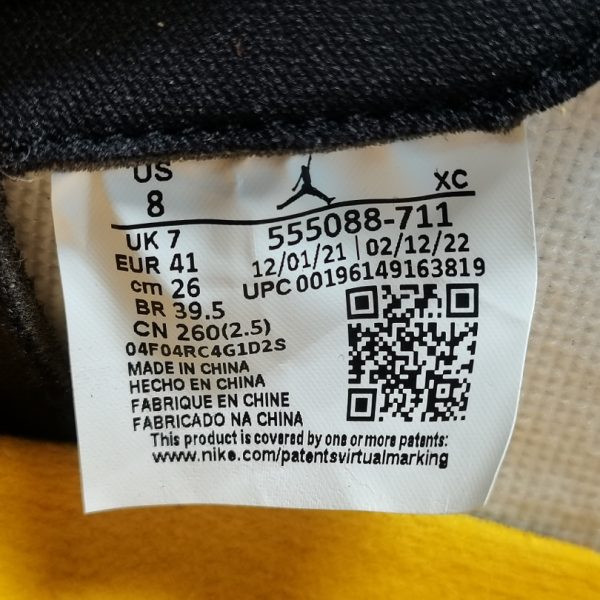 US
8
XC
UK 7
EUR 41
cm 26
BR 39.5
CN 260(2.5)
555088-711
12/01/21 | 02/12/22
UPC 00196149163819
04F04RC4G1D2S
MADE IN CHINA
HECHO EN CHINA
FABRIQUE EN CHINE
FABRICADO NA CHINA
This product is covered by one or more patents:
www.nike.com/patentsvirtualmarking